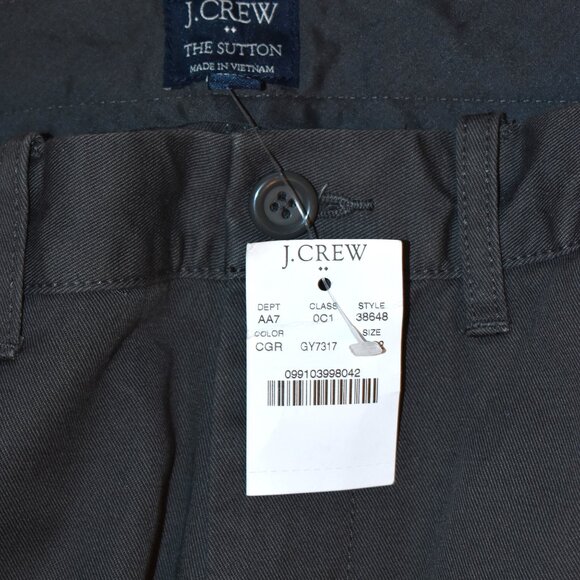 J.CREW
THE SUTTON
MADE IN VIETNAM
J.CREW
DEPT CLASS STYLE
AA7 0C1 38648
COLOR SIZE
CGR GY7317
099103998042